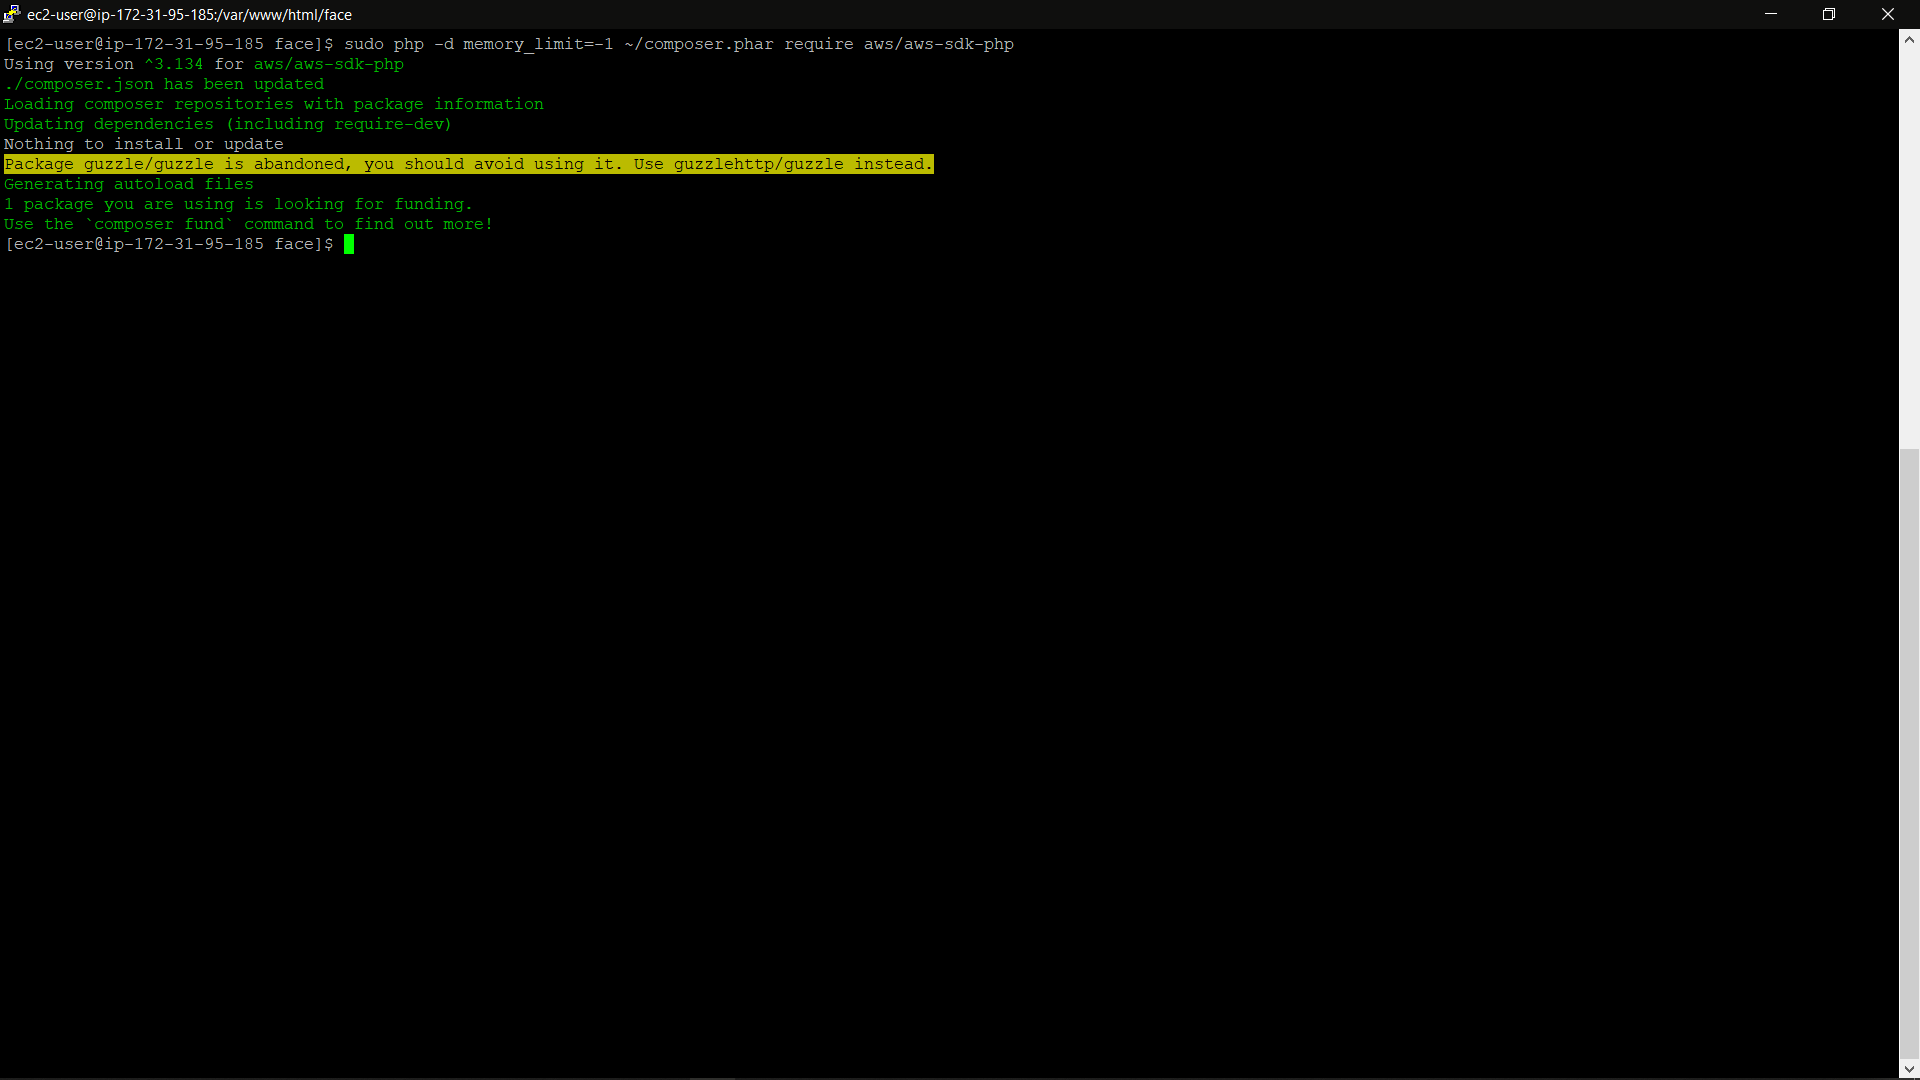 ec2-user@ip-172-31-95-185:/var/www/html/face
[ec2-user@ip-172-31-95-185 face]$ sudo php -d memory_limit=-1 ~/composer.phar require aws/aws-sdk-php
Using version ^3.134 for aws/aws-sdk-php
./composer.json has been updated
Loading composer repositories with package information
Updating dependencies (including require-dev)
Nothing to install or update
Package guzzle/guzzle is abandoned, you should avoid using it. Use guzzlehttp/guzzle instead.
Generating autoload files
1 package you are using is looking for funding.
Use the `composer fund` command to find out more!
[ec2-user@ip-172-31-95-185 face]$